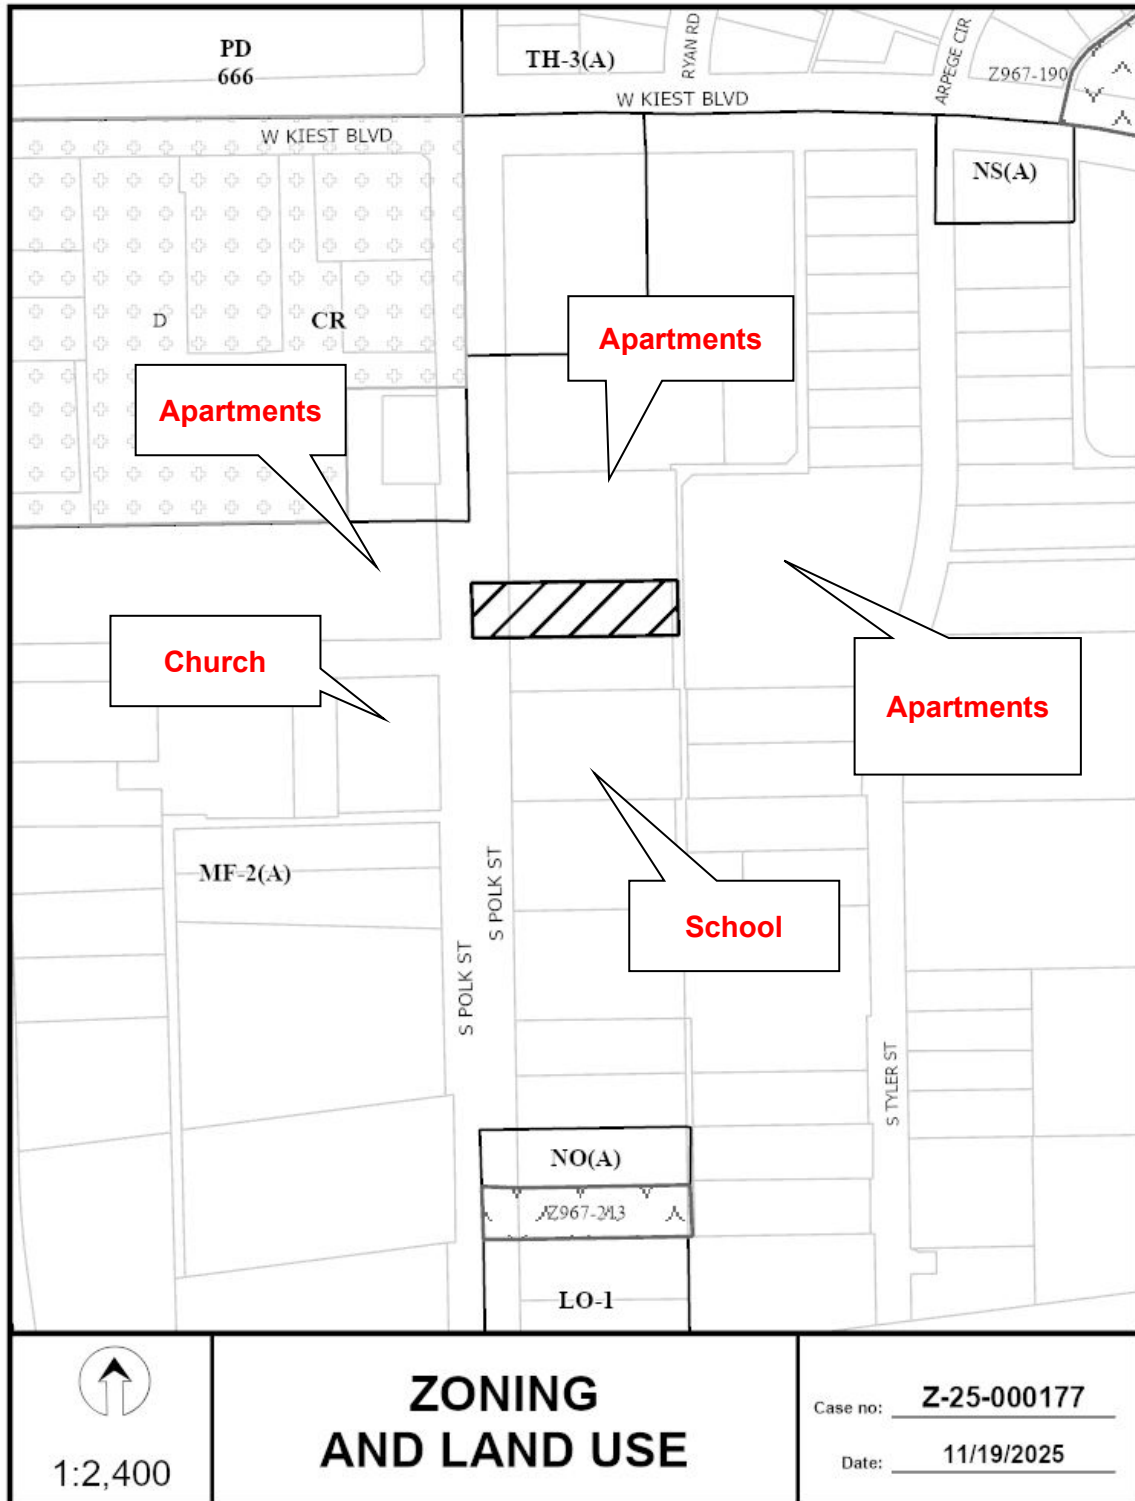 PD
666
TH-3(A)
RYAN RD
ARPEGE CIR
Z967-190
W KIEST BLVD
W KIEST BLVD
NS(A)
D
CR
Apartments
Apartments
Church
Apartments
MF-2(A)
S POLK ST
S POLK ST
School
S TYLER ST
NO(A)
Z967-243
LO-1
1:2,400
ZONING
AND LAND USE
Case no: Z-25-000177
Date: 11/19/2025